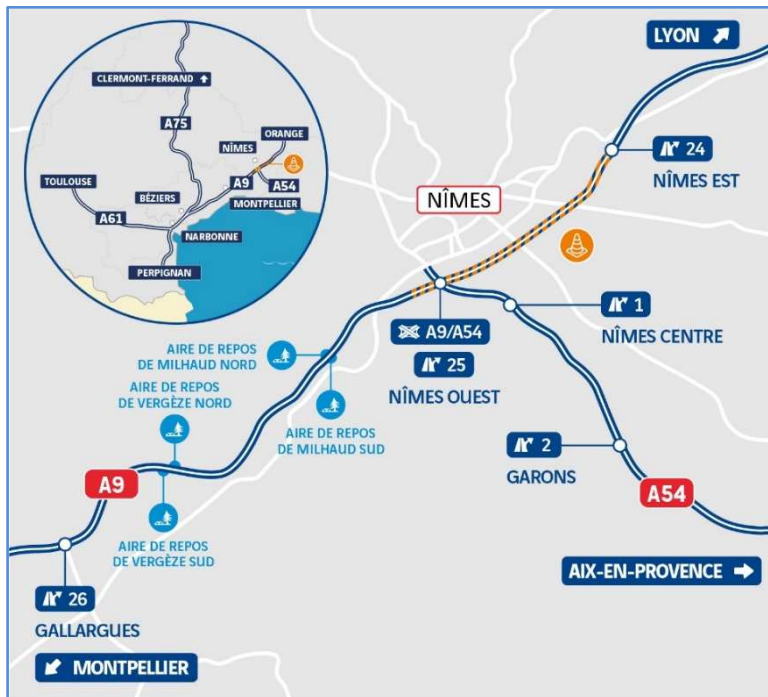 LYON
CLERMONT-FERRAND
A75
ORANGE
NÎMES
TOULOUSE
BÉZIERS
A9
A54
MONTPELLIER
A61
NARBONNE
PERPIGNAN
24
NÎMES EST
NÎMES
1
NÎMES CENTRE
A9/A54
25
NÎMES OUEST
AIRE DE REPOS
DE MILHAUD NORD
AIRE DE REPOS
DE VERGÈZE NORD
AIRE DE REPOS
DE MILHAUD SUD
2
GARONS
A9
A54
AIRE DE REPOS
DE VERGÈZE SUD
AIX-EN-PROVENCE
26
GALLARGUES
MONTPELLIER